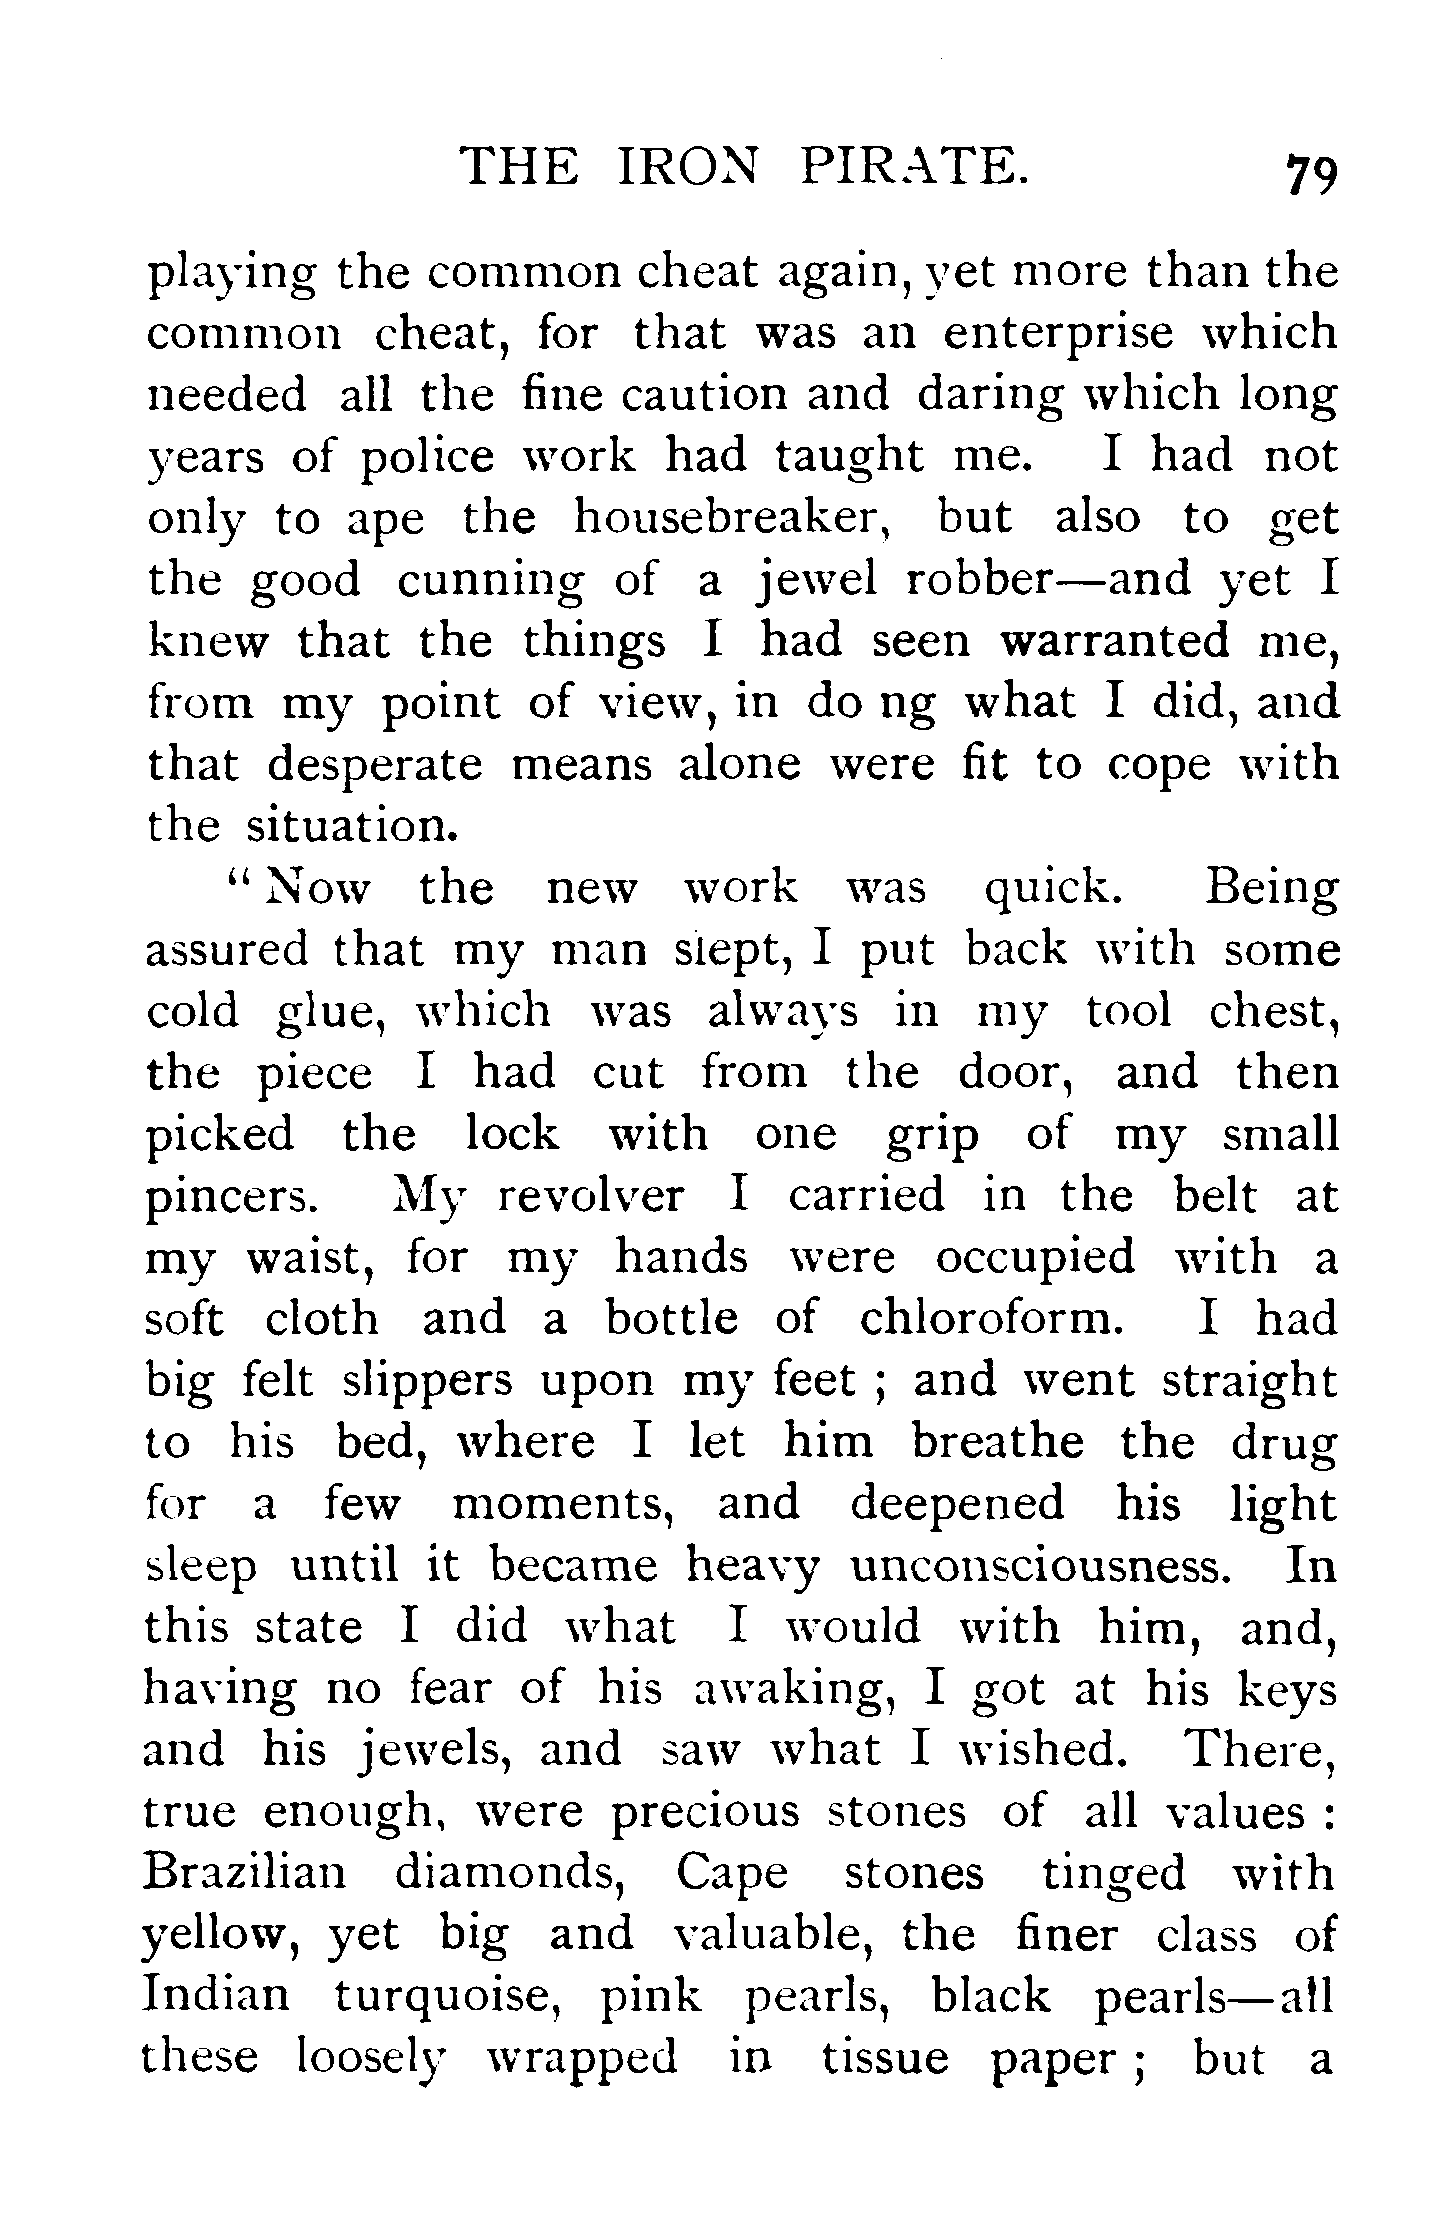 THE IRON PIRATE. 79
playing the common cheat again, yet more than the
common cheat, for that was an enterprise which
needed all the fine caution and daring which long
years of police work had taught me. I had not
only to ape the housebreaker, but also to get
the good cunning of a jewel robber—and yet I
knew that the things I had seen warranted me,
from my point of view, in do ng what I did, and
that desperate means alone were fit to cope with
the situation.
“ Now the new work was quick. Being
assured that my man slept, I put back with some
cold glue, which was always in my tool chest,
the piece I had cut from the door, and then
picked the lock with one grip of my small
pincers. My revolver I carried in the belt at
my waist, for my hands were occupied with a
soft cloth and a bottle of chloroform. I had
big felt slippers upon my feet ; and went straight
to his bed, where I let him breathe the drug
for a few moments, and deepened his light
sleep until it became heavy unconsciousness. In
this state I did what I would with him, and,
having no fear of his awaking, I got at his keys
and his jewels, and saw what I wished. There,
true enough, were precious stones of all values :
Brazilian diamonds, Cape stones tinged with
yellow, yet big and valuable, the finer class of
Indian turquoise, pink pearls, black pearls—all
these loosely wrapped in tissue paper ; but a